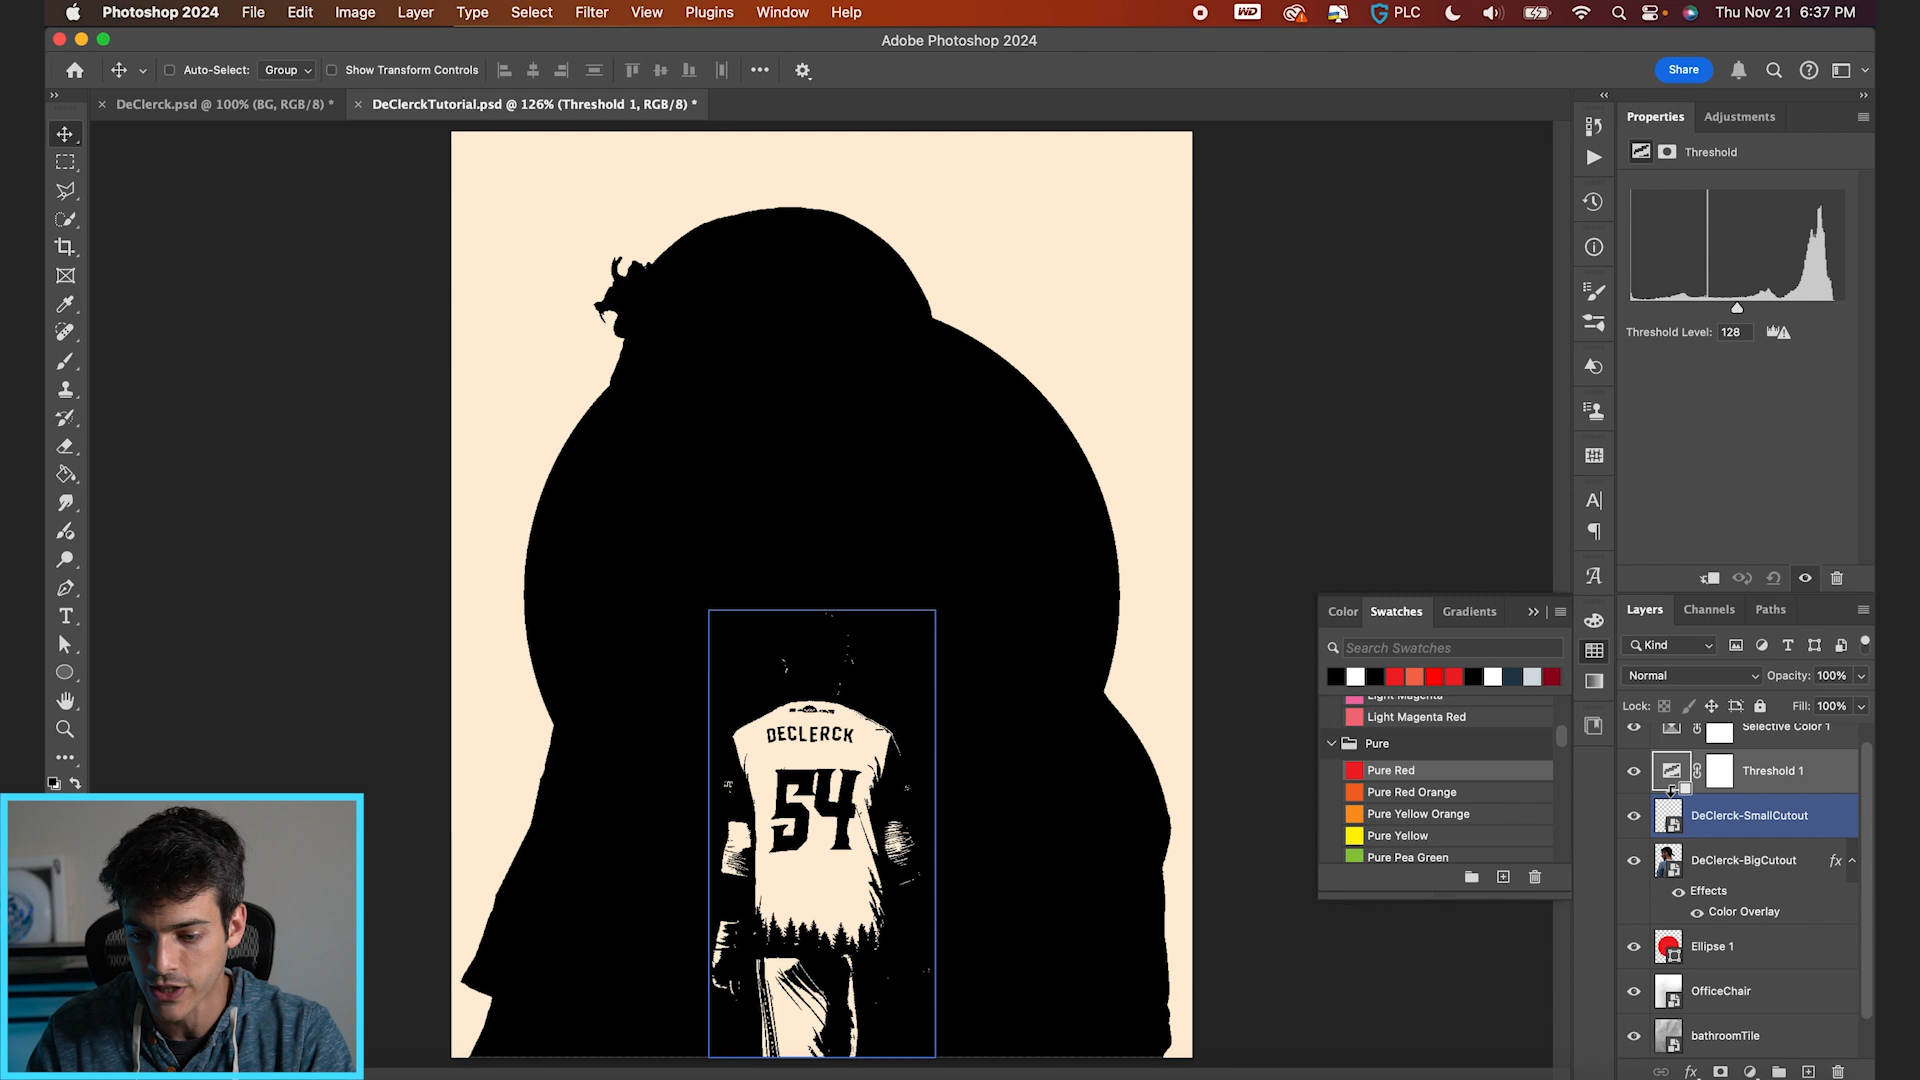 Photoshop 2024 File Edit Image Layer Type Select Filter View Plugins Window Help WD PLC Thu Nov 21 6:37 PM
Adobe Photoshop 2024
Auto-Select: Group Show Transform Controls ••• Share
DeClerck.psd @ 100% (BG, RGB/8) * DeClerckTutorial.psd @ 126% (Threshold 1, RGB/8) *
Properties Adjustments
Threshold
Threshold Level: 128
Color Swatches Gradients
Search Swatches
Light Magenta
Light Magenta Red
Pure
Pure Red
Pure Red Orange
Pure Yellow Orange
Pure Yellow
Pure Pea Green
Layers Channels Paths
Kind
Normal Opacity: 100%
Lock: Fill: 100%
Selective Color 1
Threshold 1
DeClerck-SmallCutout
DeClerck-BigCutout fx
Effects
Color Overlay
Ellipse 1
OfficeChair
bathroomTile
fx
DECLERCK
54